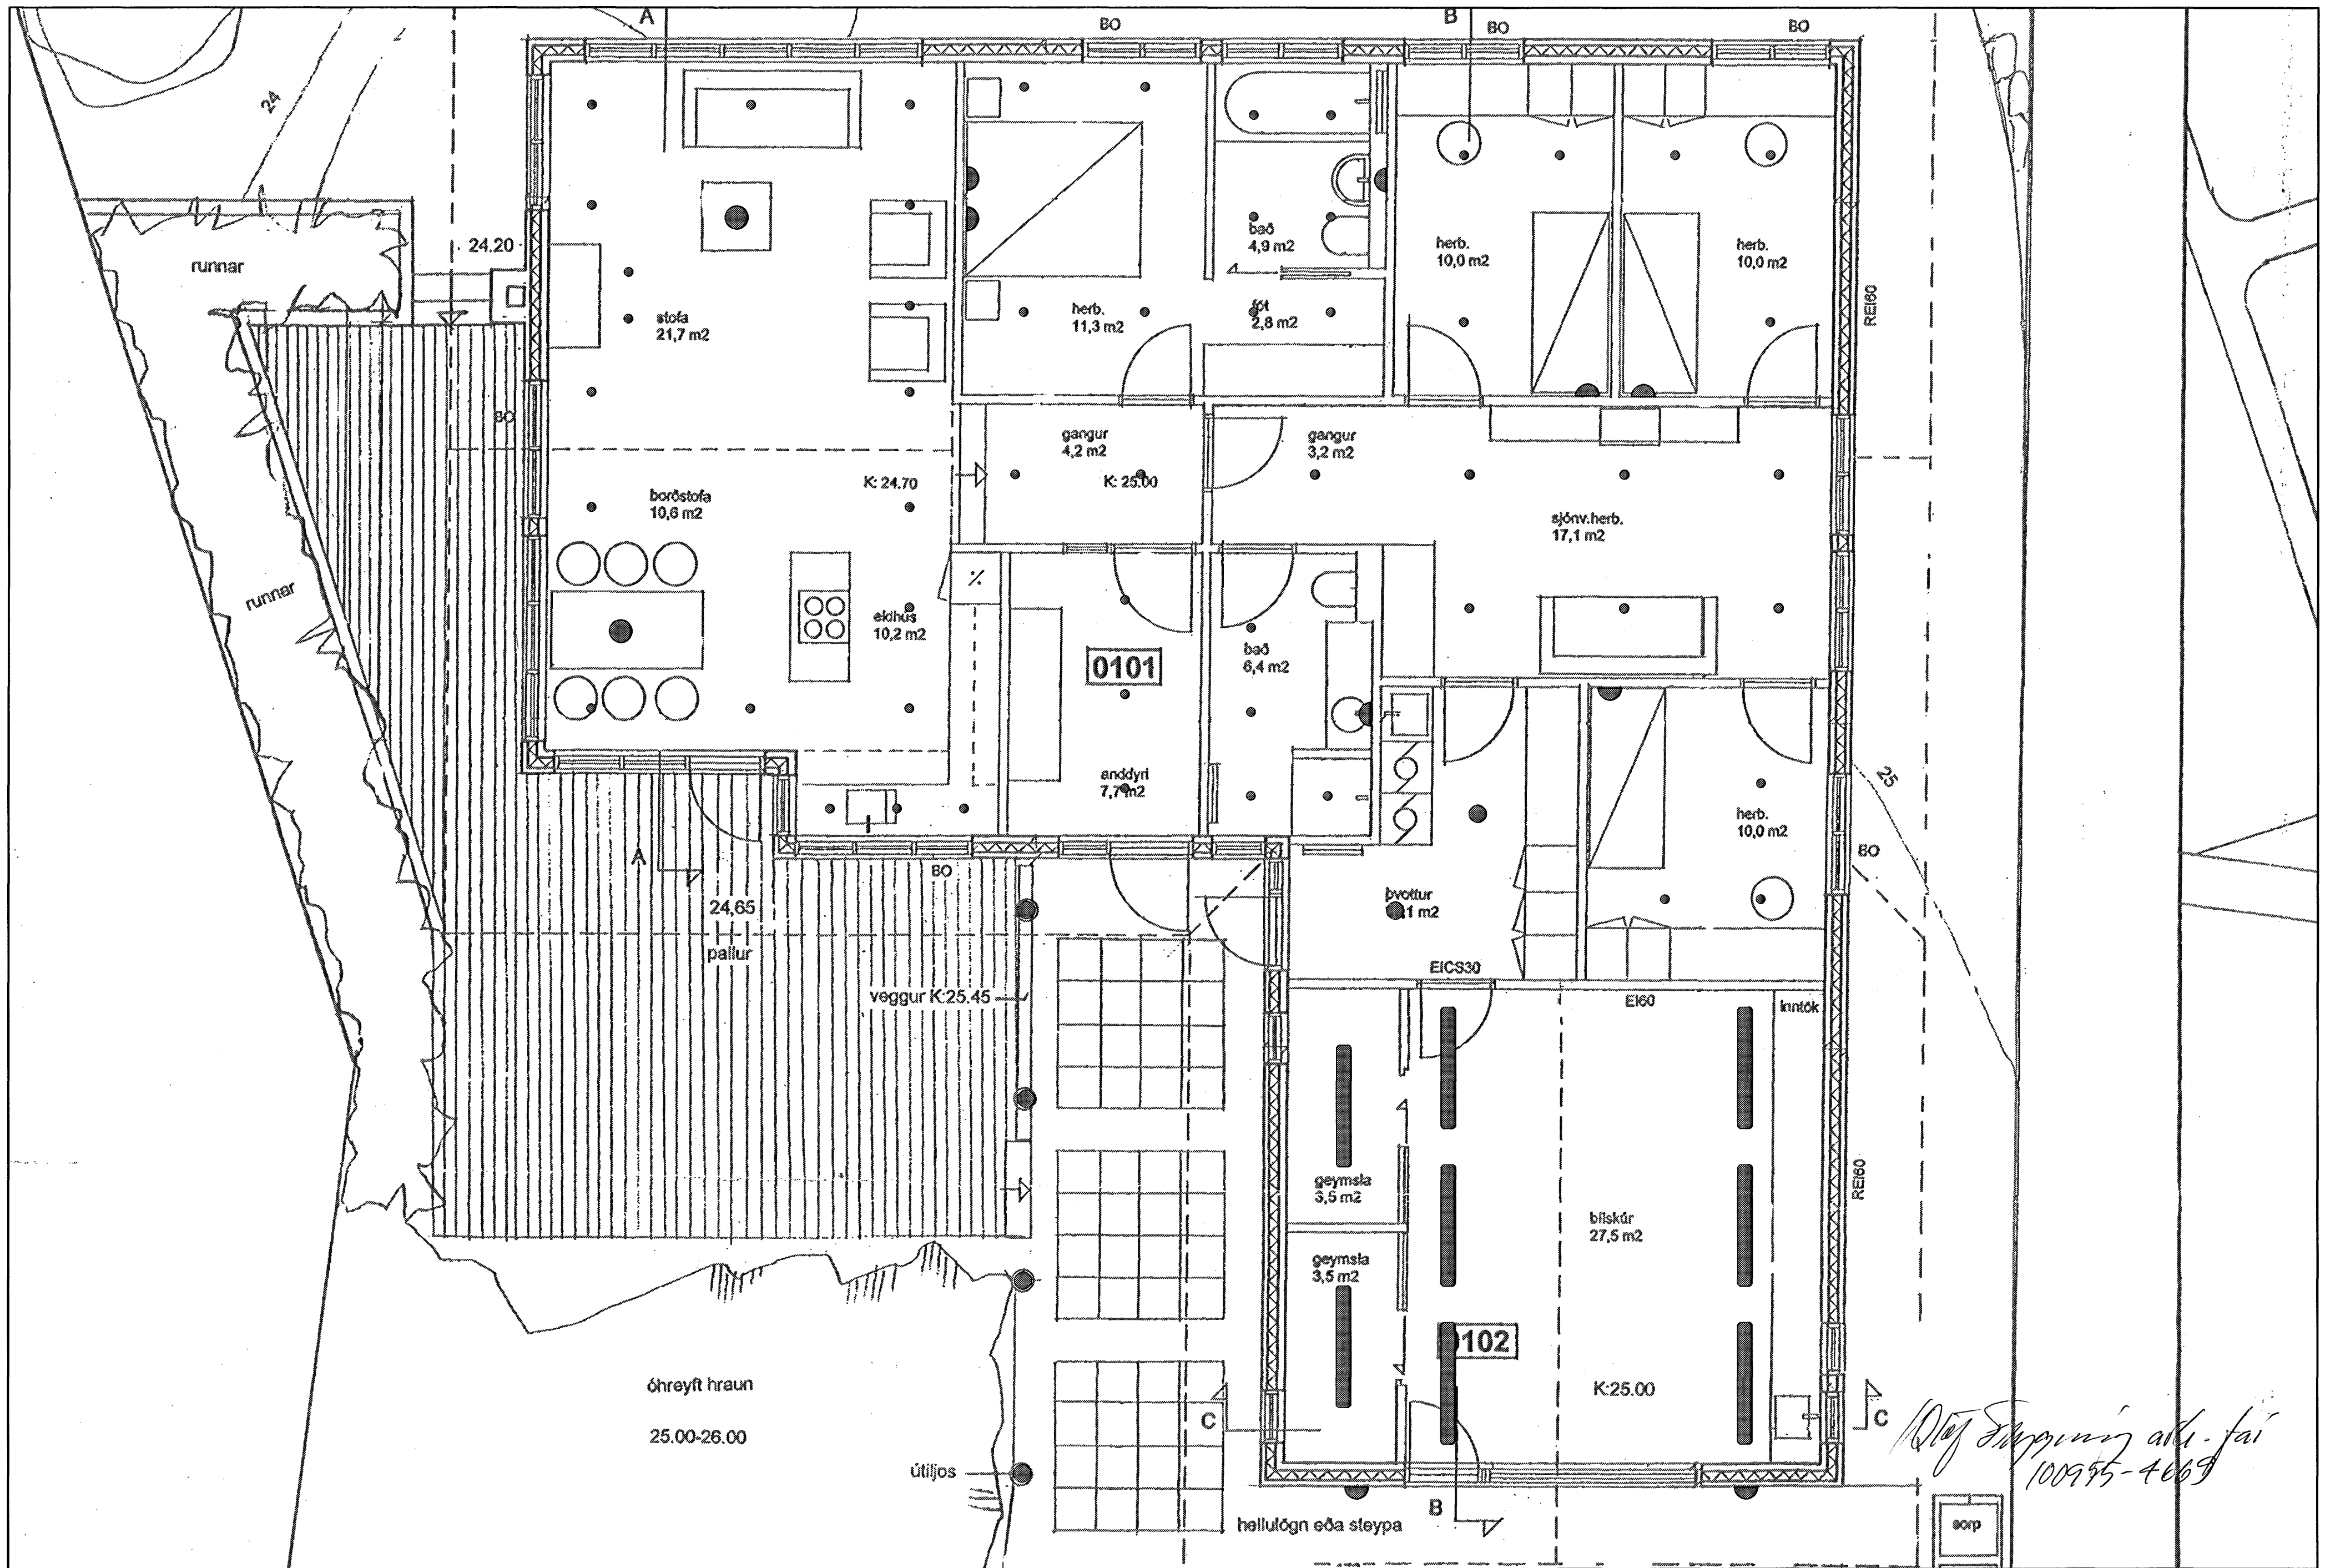 A
BO
B
BO
BO
24
24.20
runnar
bað
4,9 m2
herb.
10,0 m2
herb.
10,0 m2
REI60
stofa
21,7 m2
herb.
11,3 m2
föt
2,8 m2
BO
gangur
4,2 m2
gangur
3,2 m2
K: 24.70
K: 25.00
borðstofa
10,6 m2
sjónv.herb.
17,1 m2
runnar
eldhús
10,2 m2
0101
bað
6,4 m2
anddyri
7,7 m2
25
herb.
10,0 m2
A
BO
BO
24,65
pallur
þvottur
1 m2
EICS30
veggur K:25.45
EI60
inntök
geymsla
3,5 m2
REI60
bílskúr
27,5 m2
geymsla
3,5 m2
0102
óhreyft hraun
25.00-26.00
K:25.00
C
C
útiljos
100955-4669
B
hellulögn eða steypa
sorp